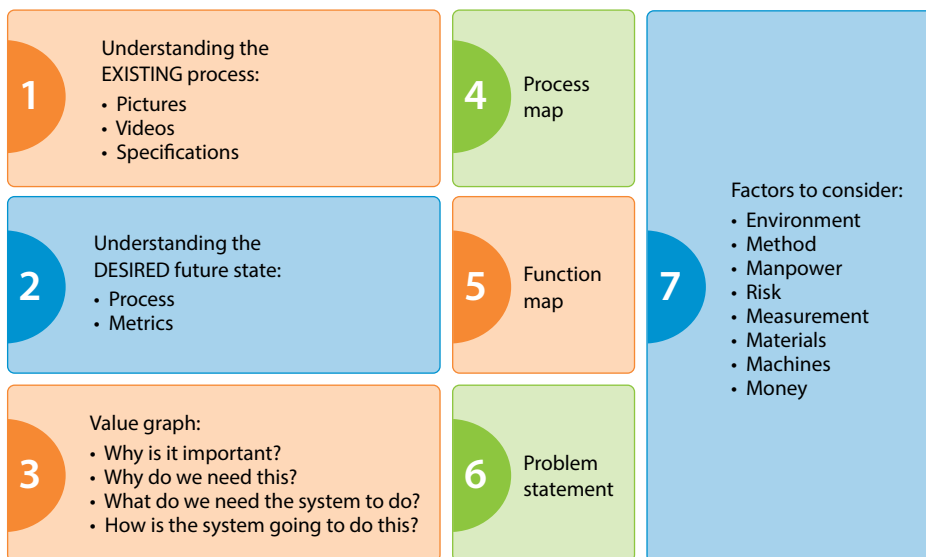 1
Understanding the
EXISTING process:
• Pictures
• Videos
• Specifications
2
Understanding the
DESIRED future state:
• Process
• Metrics
3
Value graph:
• Why is it important?
• Why do we need this?
• What do we need the system to do?
• How is the system going to do this?
4
Process
map
5
Function
map
6
Problem
statement
7
Factors to consider:
• Environment
• Method
• Manpower
• Risk
• Measurement
• Materials
• Machines
• Money